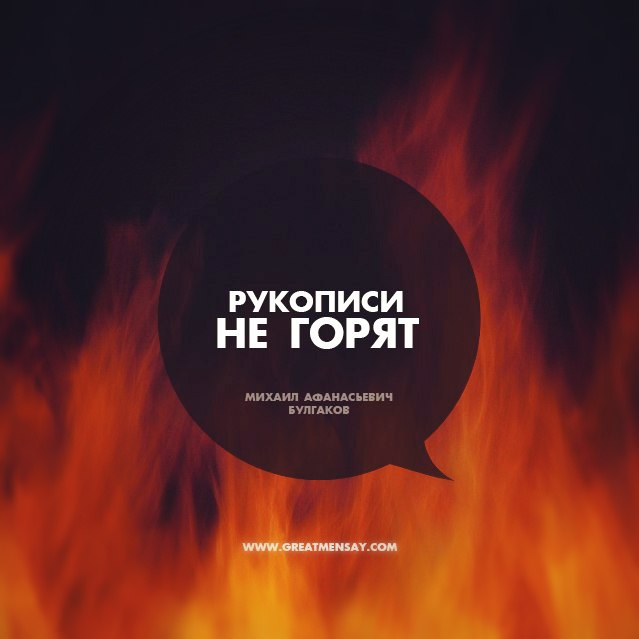 РУКОПИСИ
НЕ ГОРЯТ
МИХАИЛ АФАНАСЬЕВИЧ
БУЛГАКОВ
WWW.GREATMENSAY.COM